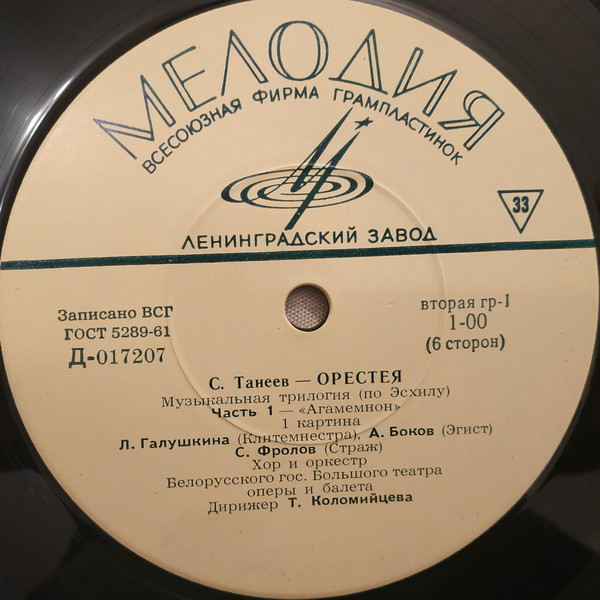 МЕЛОДИЯ
ВСЕСОЮЗНАЯ ФИРМА ГРАМПЛАСТИНОК
33
ЛЕНИНГРАДСКИЙ ЗАВОД
Записано ВСГ
ГОСТ 5289-61
Д-017207
вторая гр-1
1-00
(6 сторон)
С. Танеев — ОРЕСТЕЯ
Музыкальная трилогия (по Эсхилу)
Часть 1 — «Агамемнон»
1 картина
Л. Галушкина (Клитемнестра), А. Боков (Эгист)
С. Фролов (Страж)
Хор и оркестр
Белорусского гос. Большого театра
оперы и балета
Дирижер Т. Коломийцева